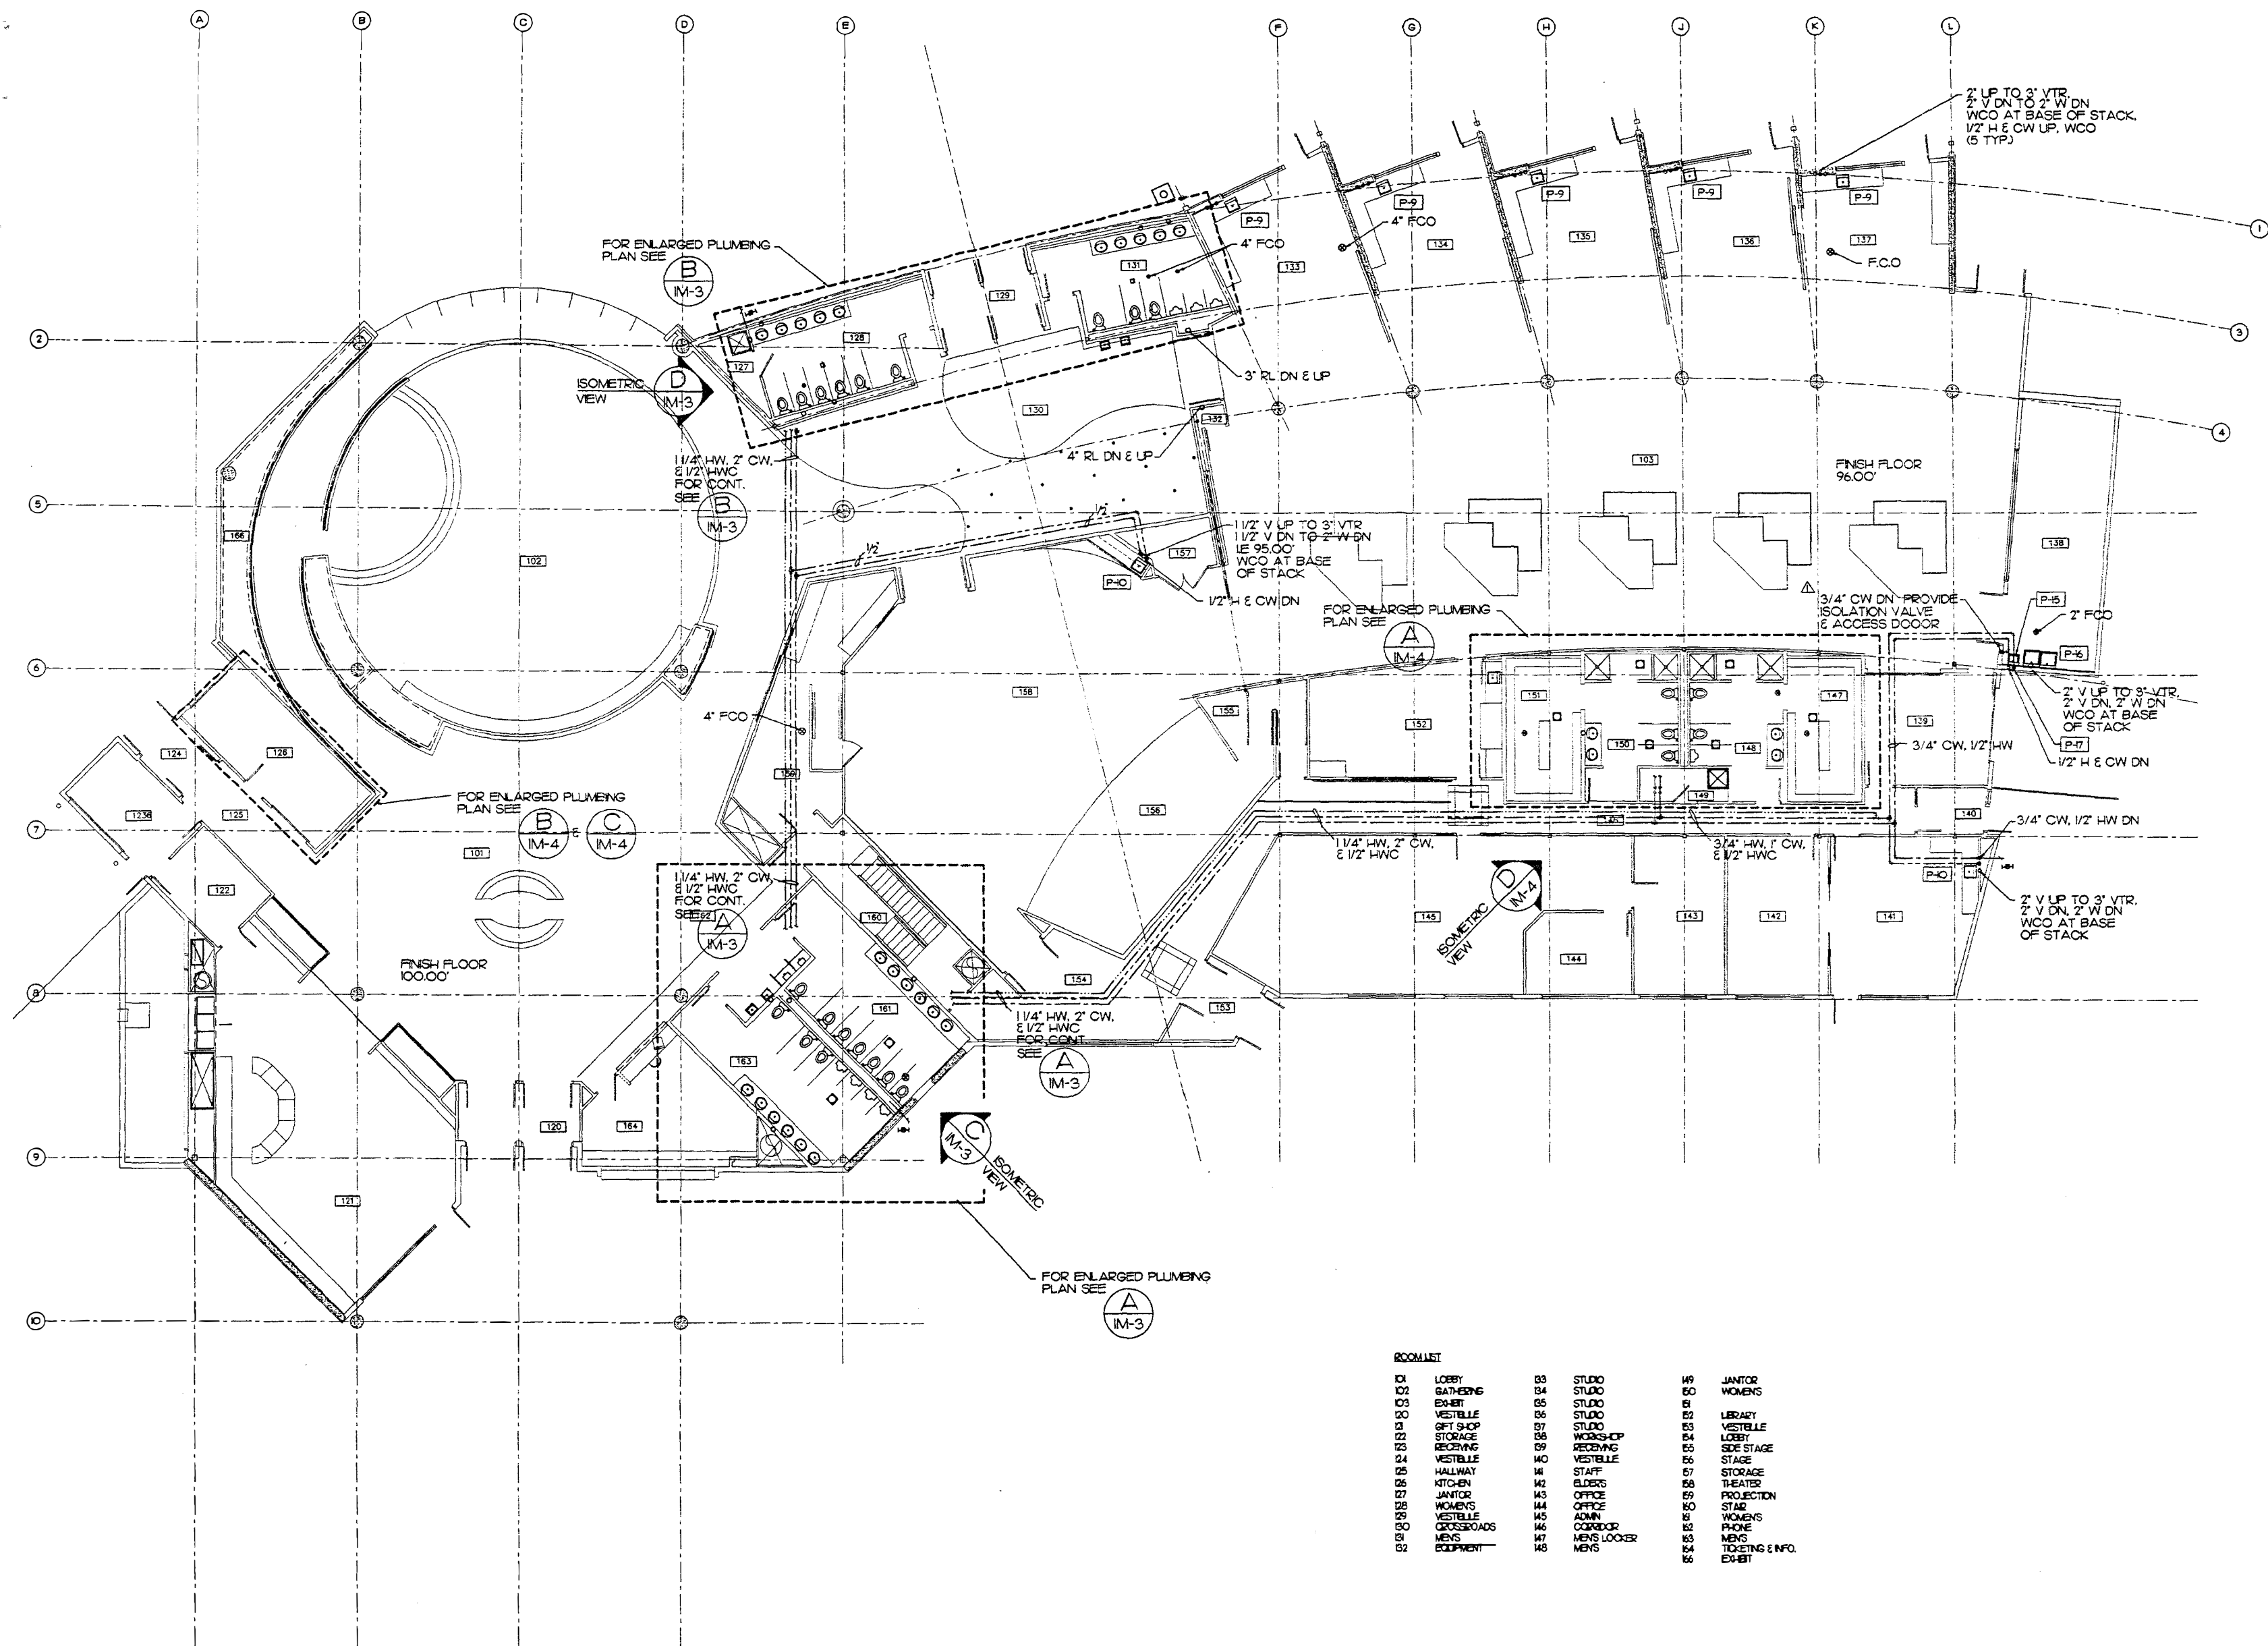 A
B
C
D
E
F
G
H
J
K
L
2" UP TO 3" VTR,
2" V DN TO 2" W DN
WCO AT BASE OF STACK,
1/2" H & CW UP, WCO
(5 TYP.)
P-9
P-9
P-9
P-9
P-9
1
4" FCO
4" FCO
134
135
136
137
F.C.O
133
131
129
FOR ENLARGED PLUMBING
PLAN SEE
B
IM-3
2
128
127
3
ISOMETRIC
VIEW
D
IM-3
3" RL DN & UP
130
132
4
1 1/4" HW, 2" CW,
& 1/2" HWC
FOR CONT.
SEE
B
IM-3
4" RL DN & UP
103
FINISH FLOOR
96.00'
5
166
102
1/2"
1/2"
1 1/2" V UP TO 3" VTR
1 1/2" V DN TO 2" W DN
I.E 95.00'
WCO AT BASE
OF STACK
157
P-10
1/2" H & CW DN
138
FOR ENLARGED PLUMBING
PLAN SEE
A
IM-4
1
3/4" CW DN PROVIDE
ISOLATION VALVE
& ACCESS DOOOR
P-15
2" FCO
P-16
6
158
155
151
147
152
150
148
149
139
2" V UP TO 3" VTR,
2" V DN, 2" W DN
WCO AT BASE
OF STACK
P-17
1/2" H & CW DN
3/4" CW, 1/2" HW
4" FCO
124
126
159
FOR ENLARGED PLUMBING
PLAN SEE
B
IM-4
&
C
IM-4
1236
125
7
101
156
146
140
3/4" CW, 1/2" HW DN
1 1/4" HW, 2" CW,
& 1/2" HWC
3/4" HW, 1" CW,
& 1/2" HWC
P-10
1 1/4" HW, 2" CW,
& 1/2" HWC
FOR CONT.
SEE
A
IM-3
122
160
145
D
IM-4
ISOMETRIC
VIEW
143
142
141
2" V UP TO 3" VTR,
2" V DN, 2" W DN
WCO AT BASE
OF STACK
144
FINISH FLOOR
100.00'
8
154
153
161
1 1/4" HW, 2" CW,
& 1/2" HWC
FOR CONT.
SEE
A
IM-3
163
120
164
C
IM-3
ISOMETRIC
VIEW
9
121
FOR ENLARGED PLUMBING
PLAN SEE
A
IM-3
10
ROOM LIST
101 LOBBY
102 GATHERING
103 EXHIBIT
120 VESTIBULE
121 GIFT SHOP
122 STORAGE
123 RECEIVING
124 VESTIBULE
125 HALLWAY
126 KITCHEN
127 JANITOR
128 WOMEN'S
129 VESTIBULE
130 CROSSROADS
131 MEN'S
132 EQUIPMENT
133 STUDIO
134 STUDIO
135 STUDIO
136 STUDIO
137 STUDIO
138 WORKSHOP
139 RECEIVING
140 VESTIBULE
141 STAFF
142 ELDERS
143 OFFICE
144 OFFICE
145 ADMIN
146 CORRIDOR
147 MEN'S LOCKER
148 MEN'S
149 JANITOR
150 WOMEN'S
151
152 LIBRARY
153 VESTIBULE
154 LOBBY
155 SIDE STAGE
156 STAGE
157 STORAGE
158 THEATER
159 PROJECTION
160 STAIR
161 WOMEN'S
162 PHONE
163 MEN'S
164 TICKETING & INFO.
166 EXHIBIT